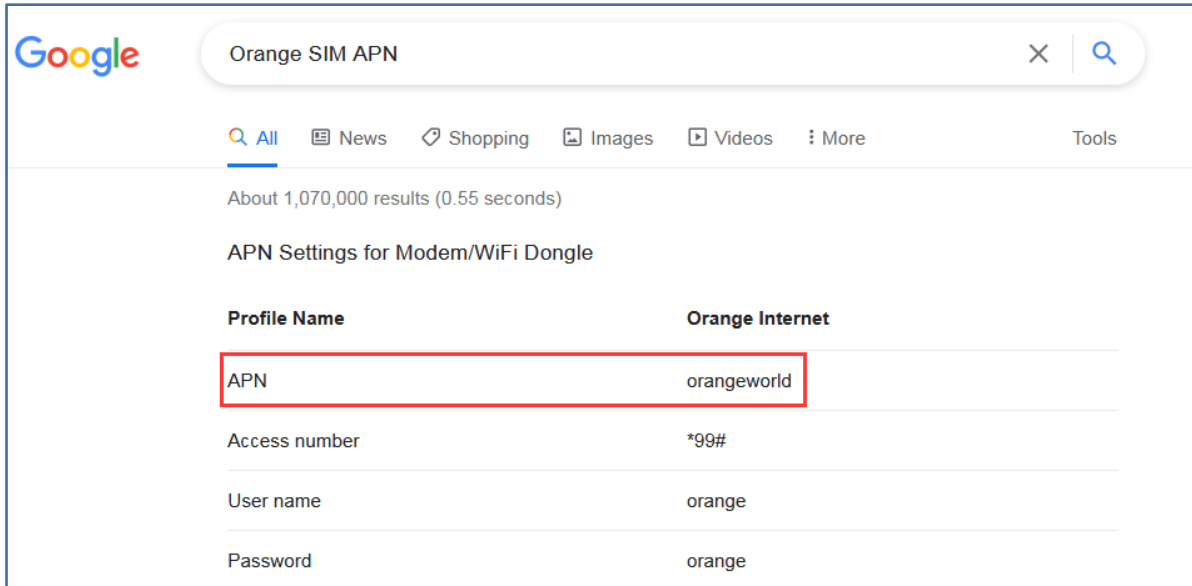 Google
Orange SIM APN
All News Shopping Images Videos More Tools
About 1,070,000 results (0.55 seconds)
APN Settings for Modem/WiFi Dongle
Profile Name Orange Internet
APN orangeworld
Access number *99#
User name orange
Password orange